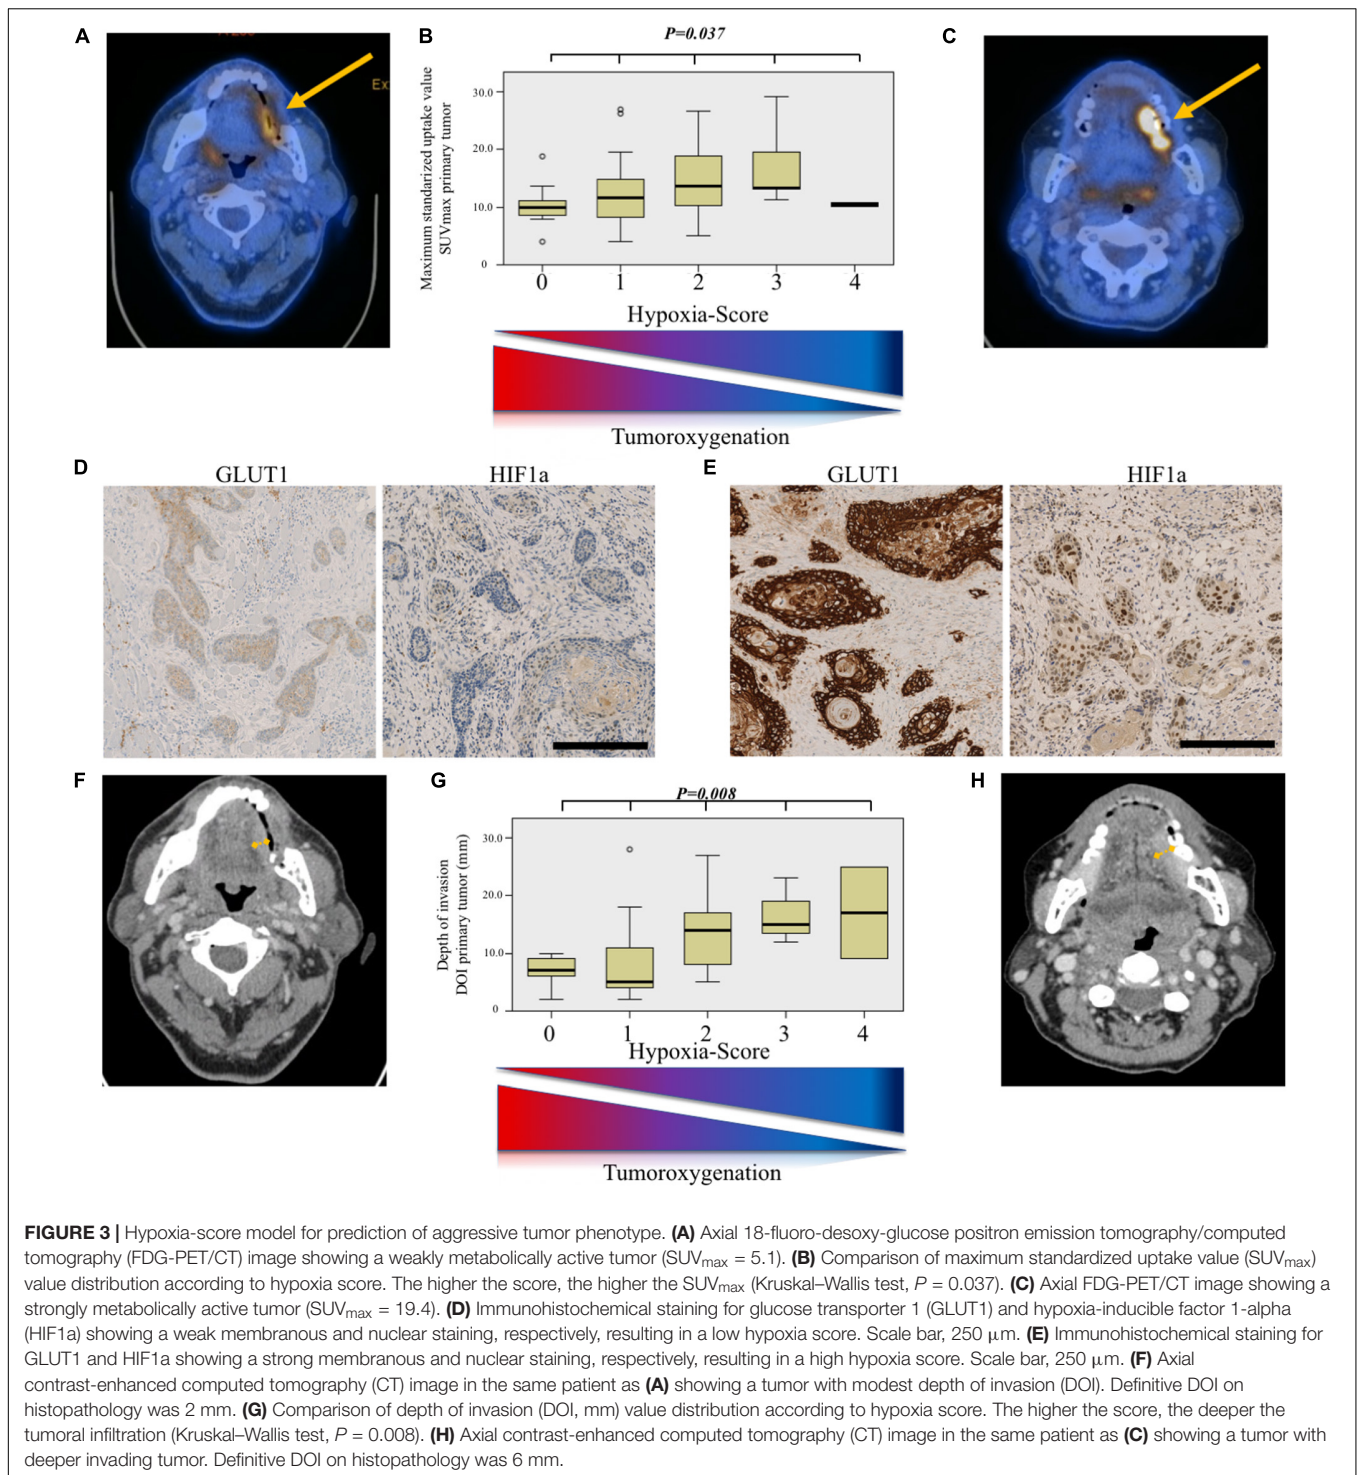 A
B
C
P=0.037
Ex
Maximum standarized uptake value
SUVmax primary tumor
30.0
20.0
10.0
0
0 1 2 3 4
Hypoxia-Score
Tumoroxygenation
D
GLUT1
HIF1a
E
GLUT1
HIF1a
F
G
H
P=0.008
Depth of invasion
DOI primary tumor (mm)
30.0
20.0
10.0
0
0 1 2 3 4
Hypoxia-Score
Tumoroxygenation
FIGURE 3 | Hypoxia-score model for prediction of aggressive tumor phenotype. (A) Axial 18-fluoro-desoxy-glucose positron emission tomography/computed
tomography (FDG-PET/CT) image showing a weakly metabolically active tumor (SUVmax = 5.1). (B) Comparison of maximum standardized uptake value (SUVmax)
value distribution according to hypoxia score. The higher the score, the higher the SUVmax (Kruskal–Wallis test, P = 0.037). (C) Axial FDG-PET/CT image showing a
strongly metabolically active tumor (SUVmax = 19.4). (D) Immunohistochemical staining for glucose transporter 1 (GLUT1) and hypoxia-inducible factor 1-alpha
(HIF1a) showing a weak membranous and nuclear staining, respectively, resulting in a low hypoxia score. Scale bar, 250 μm. (E) Immunohistochemical staining for
GLUT1 and HIF1a showing a strong membranous and nuclear staining, respectively, resulting in a high hypoxia score. Scale bar, 250 μm. (F) Axial
contrast-enhanced computed tomography (CT) image in the same patient as (A) showing a tumor with modest depth of invasion (DOI). Definitive DOI on
histopathology was 2 mm. (G) Comparison of depth of invasion (DOI, mm) value distribution according to hypoxia score. The higher the score, the deeper the
tumoral infiltration (Kruskal–Wallis test, P = 0.008). (H) Axial contrast-enhanced computed tomography (CT) image in the same patient as (C) showing a tumor with
deeper invading tumor. Definitive DOI on histopathology was 6 mm.